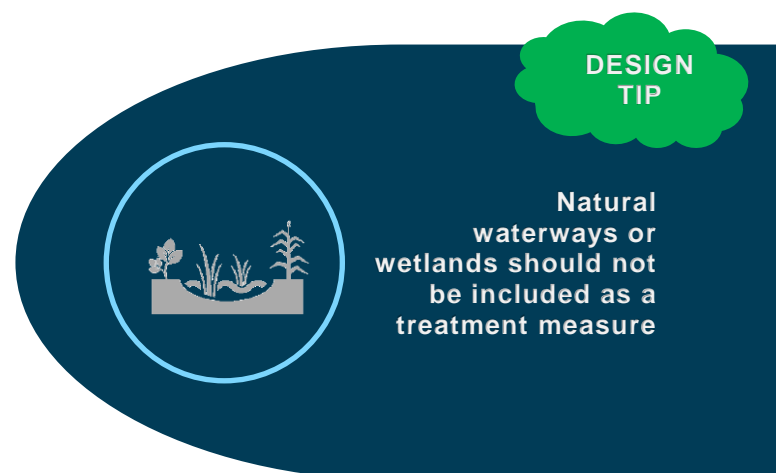 DESIGN
TIP
Natural
waterways or
wetlands should not
be included as a
treatment measure